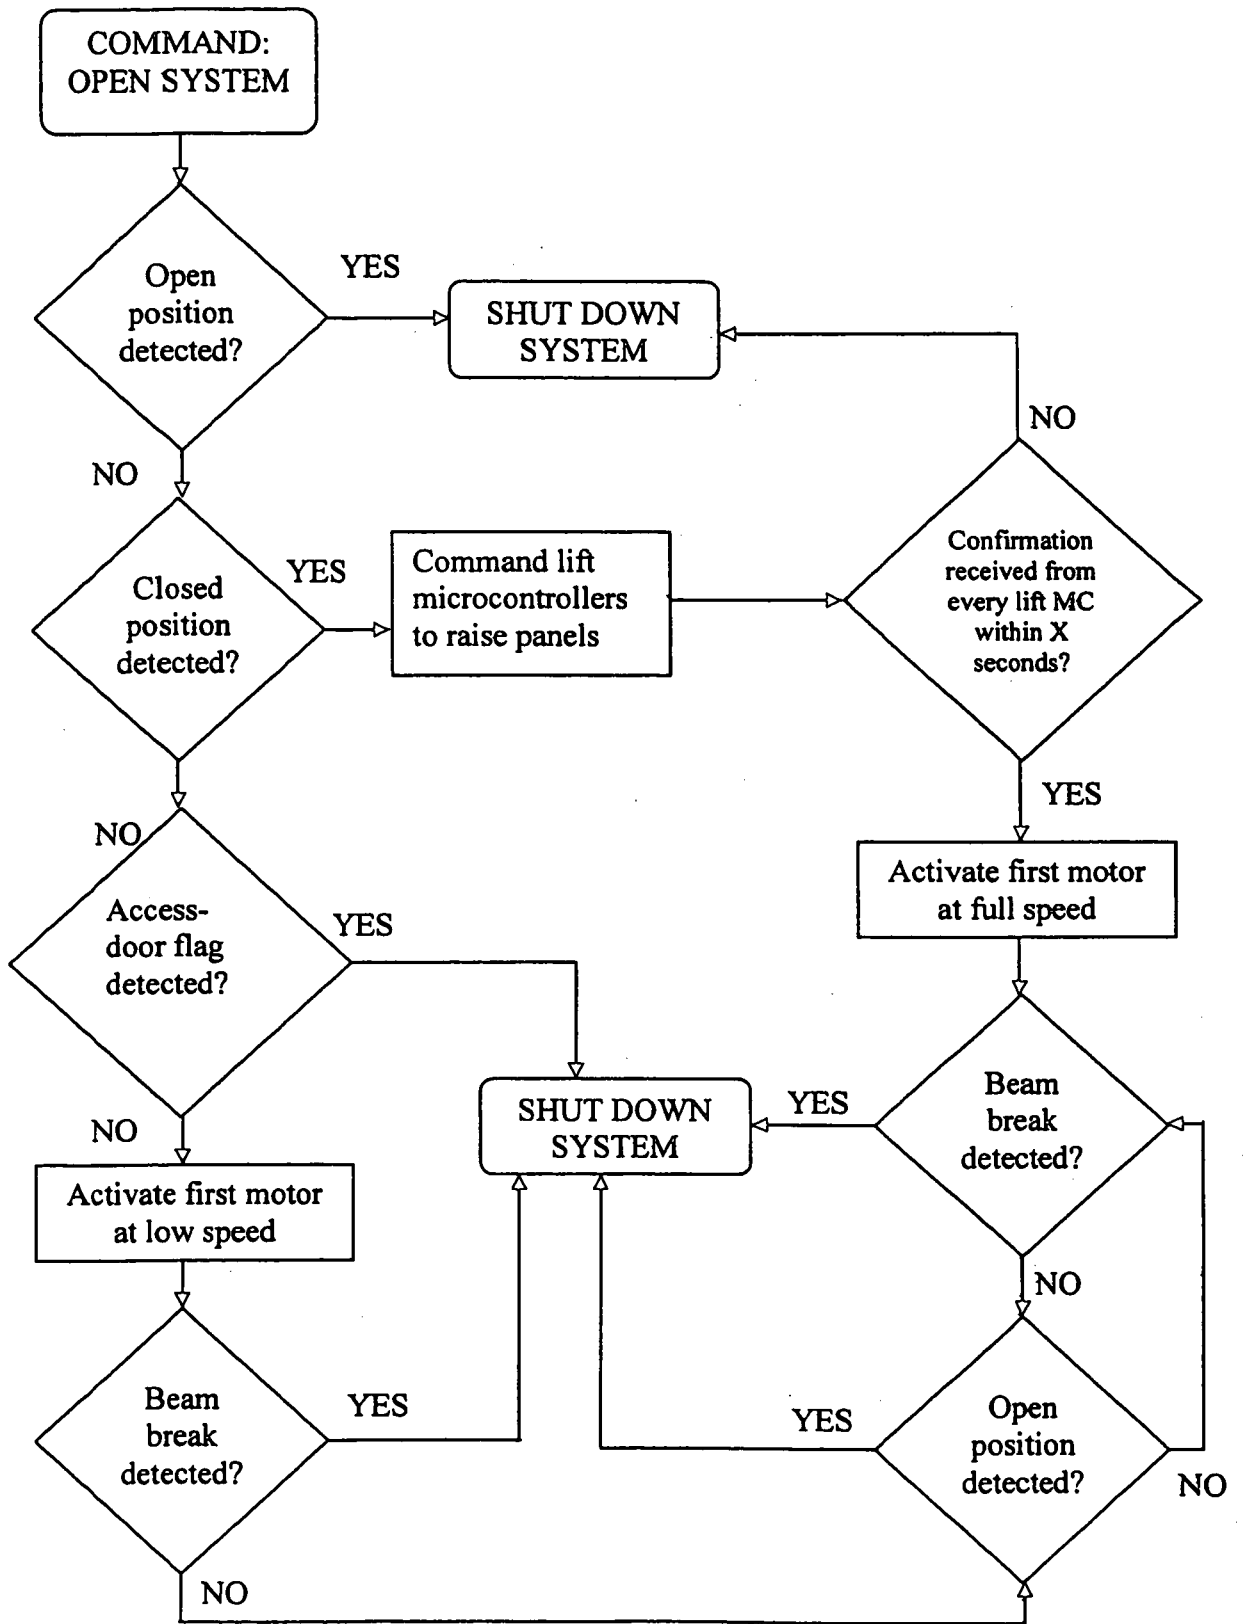 COMMAND:
OPEN SYSTEM
Open
position
detected?
YES
SHUT DOWN
SYSTEM
NO
NO
Closed
position
detected?
YES
Command lift
microcontrollers
to raise panels
Confirmation
received from
every lift MC
within X
seconds?
YES
NO
Access-
door flag
detected?
YES
Activate first motor
at full speed
NO
SHUT DOWN
SYSTEM
YES
Beam
break
detected?
Activate first motor
at low speed
NO
Beam
break
detected?
YES
YES
Open
position
detected?
NO
NO